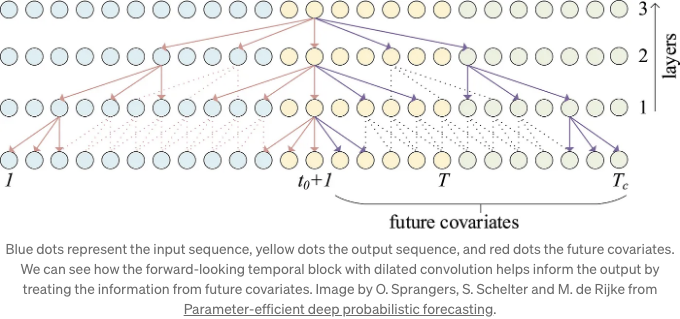 3
2
layers
1
1 t₀+1 T T_c
future covariates
Blue dots represent the input sequence, yellow dots the output sequence, and red dots the future covariates.
We can see how the forward-looking temporal block with dilated convolution helps inform the output by
treating the information from future covariates. Image by O. Sprangers, S. Schelter and M. de Rijke from
Parameter-efficient deep probabilistic forecasting.